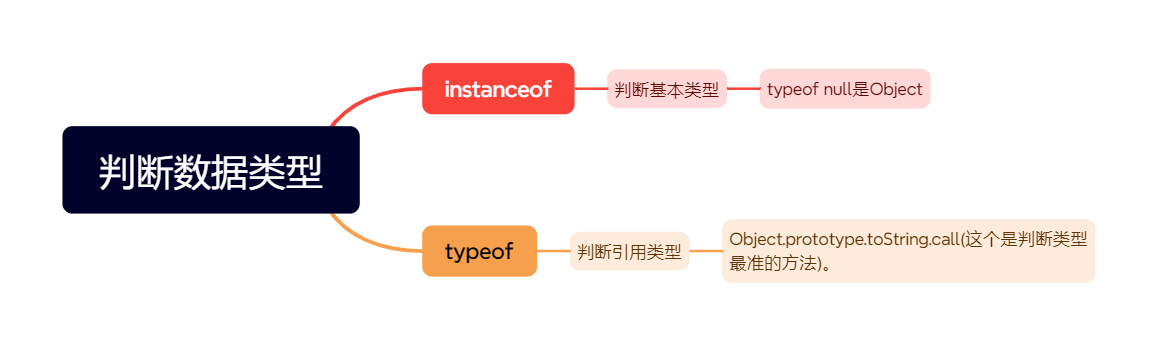 判断数据类型
instanceof
判断基本类型
typeof null是Object
typeof
判断引用类型
Object.prototype.toString.call(这个是判断类型
最准的方法)。